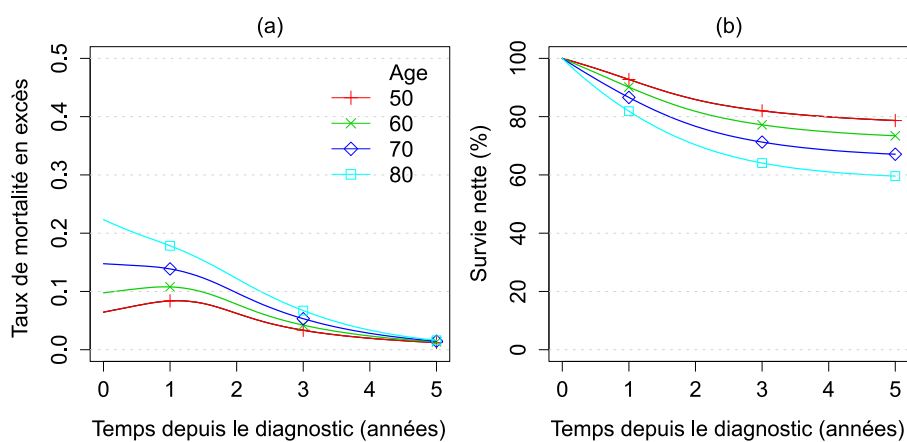 (a)
Taux de mortalité en excès
0.5
0.4
0.3
0.2
0.1
0.0
Age
50
60
70
80
0 1 2 3 4 5
Temps depuis le diagnostic (années)
(b)
Survie nette (%)
100
80
60
40
20
0
0 1 2 3 4 5
Temps depuis le diagnostic (années)